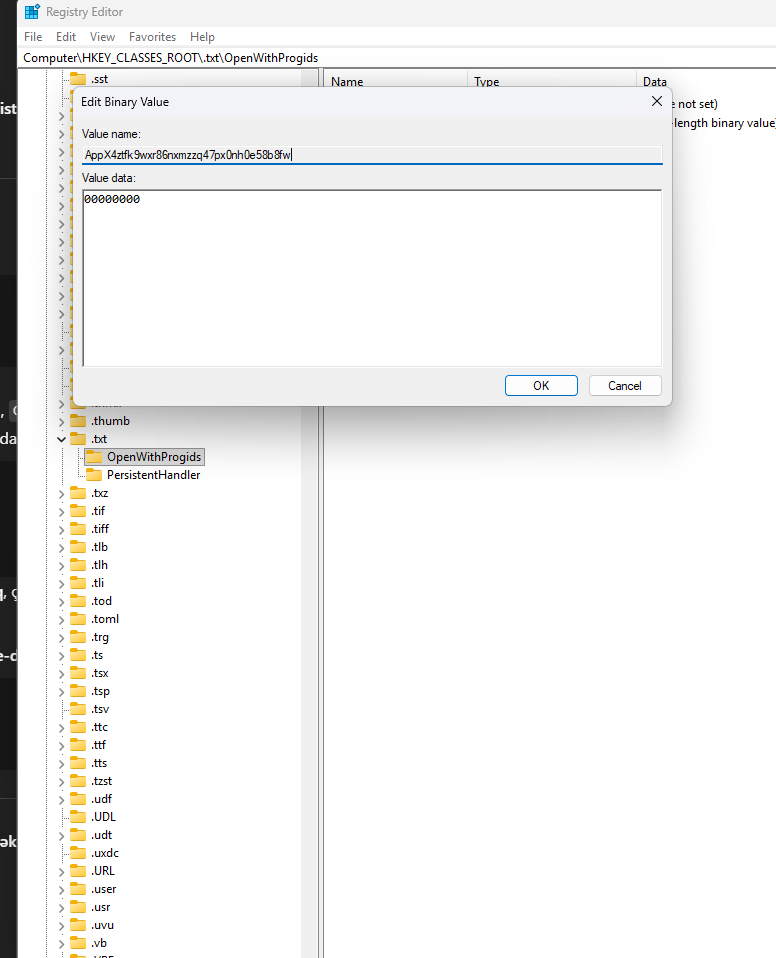 Registry Editor
File Edit View Favorites Help
Computer\HKEY_CLASSES_ROOT\.txt\OpenWithProgids
.sst
Name Type Data
Edit Binary Value
not set)
Value name:
-length binary value)
AppX4ztfk9wxr86nxmzzq47px0nh0e58b8fw
Value data:
00000000
OK Cancel
.thumb
.txt
OpenWithProgids
PersistentHandler
.txz
.tif
.tiff
.tlb
.tlh
.tli
.tod
.toml
.trg
.ts
.tsx
.tsp
.tsv
.ttc
.ttf
.tts
.tzst
.udf
.UDL
.udt
.uxdc
.URL
.user
.usr
.uvu
.vb